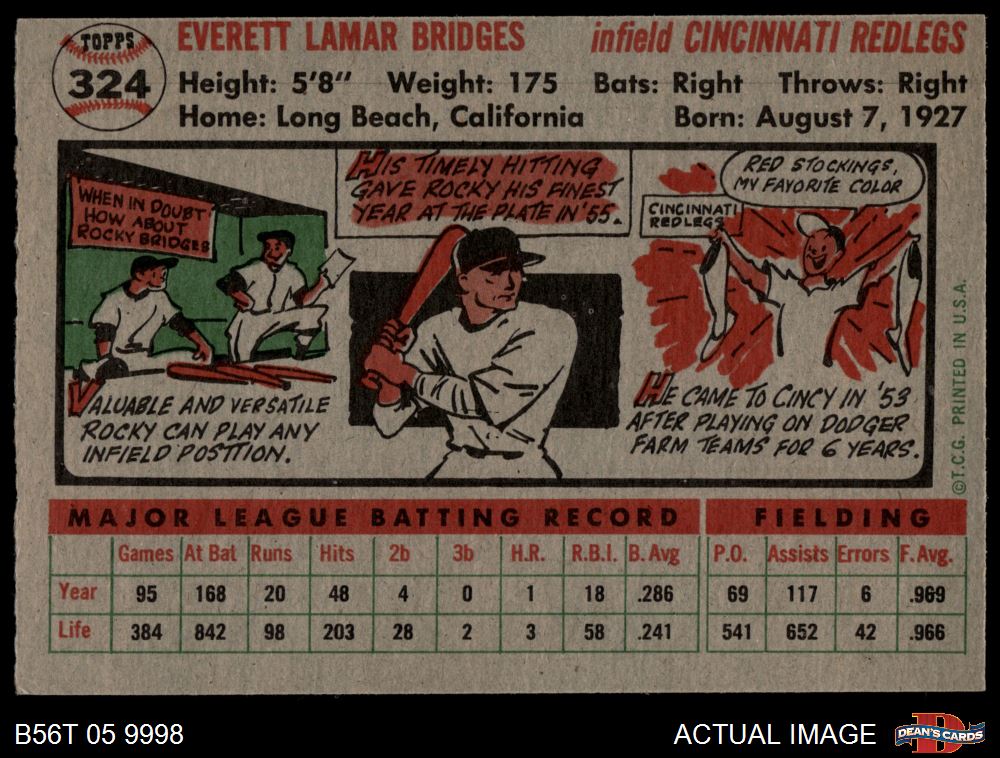 TOPPS
324
EVERETT LAMAR BRIDGES infield CINCINNATI REDLEGS
Height: 5'8" Weight: 175 Bats: Right Throws: Right
Home: Long Beach, California Born: August 7, 1927
WHEN IN DOUBT
HOW ABOUT
ROCKY BRIDGES
VALUABLE AND VERSATILE
ROCKY CAN PLAY ANY
INFIELD POSITION.
HIS TIMELY HITTING
GAVE ROCKY HIS FINEST
YEAR AT THE PLATE IN '55.
RED STOCKINGS,
MY FAVORITE COLOR
CINCINNATI
REDLEGS
HE CAME TO CINCY IN '53
AFTER PLAYING ON DODGER
FARM TEAMS FOR 6 YEARS.
©T.C.G. PRINTED IN U.S.A.
MAJOR LEAGUE BATTING RECORD FIELDING
Games At Bat Runs Hits 2b 3b H.R. R.B.I. B. Avg P.O. Assists Errors F. Avg.
Year 95 168 20 48 4 0 1 18 .286 69 117 6 .969
Life 384 842 98 203 28 2 3 58 .241 541 652 42 .966
B56T 05 9998 ACTUAL IMAGE
DEAN'S CARDS